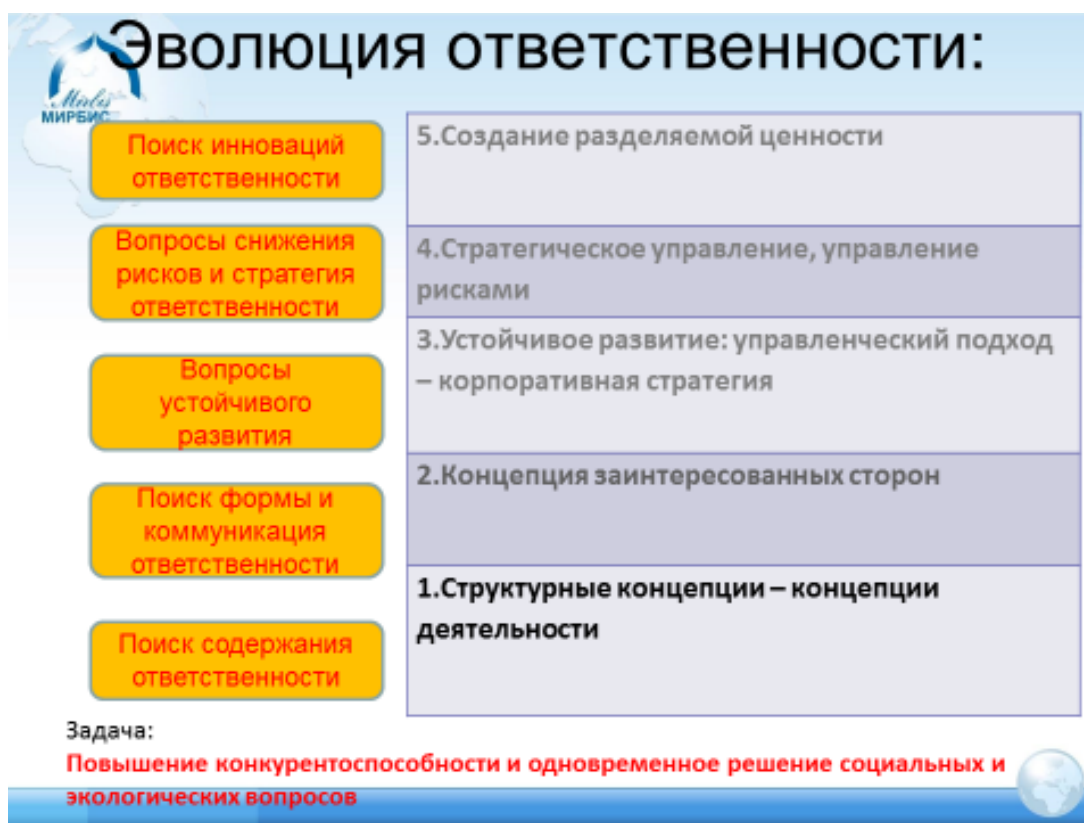 Эволюция ответственности:
Mirbis
МИРБИС
Поиск инноваций
ответственности
5.Создание разделяемой ценности
Вопросы снижения
рисков и стратегия
ответственности
4.Стратегическое управление, управление
рисками
Вопросы
устойчивого
развития
3.Устойчивое развитие: управленческий подход
– корпоративная стратегия
Поиск формы и
коммуникация
ответственности
2.Концепция заинтересованных сторон
Поиск содержания
ответственности
1.Структурные концепции – концепции
деятельности
Задача:
Повышение конкурентоспособности и одновременное решение социальных и
экологических вопросов